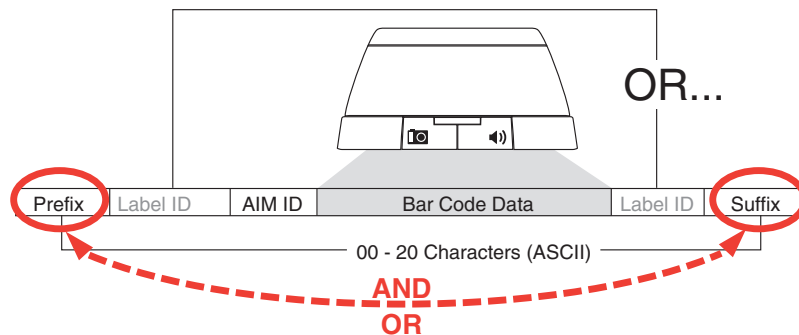 OR...
Prefix Label ID AIM ID Bar Code Data Label ID Suffix
00 - 20 Characters (ASCII)
AND
OR